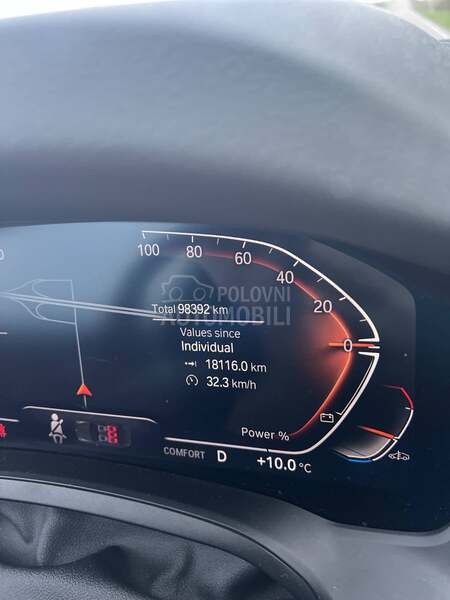 100 80 60 40 20 0
POLOVNI
AUTOMOBILI
Total 98392 km
Values since
Individual
18116.0 km
32.3 km/h
Power %
COMFORT D +10.0 °C